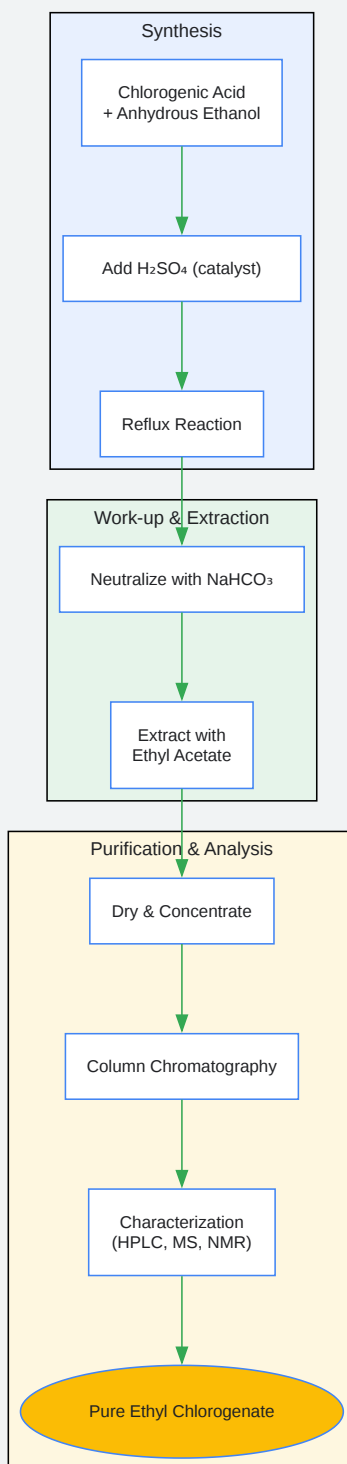 Synthesis
Chlorogenic Acid
+ Anhydrous Ethanol
Add H₂SO₄ (catalyst)
Reflux Reaction
Work-up & Extraction
Neutralize with NaHCO₃
Extract with
Ethyl Acetate
Purification & Analysis
Dry & Concentrate
Column Chromatography
Characterization
(HPLC, MS, NMR)
Pure Ethyl Chlorogenate